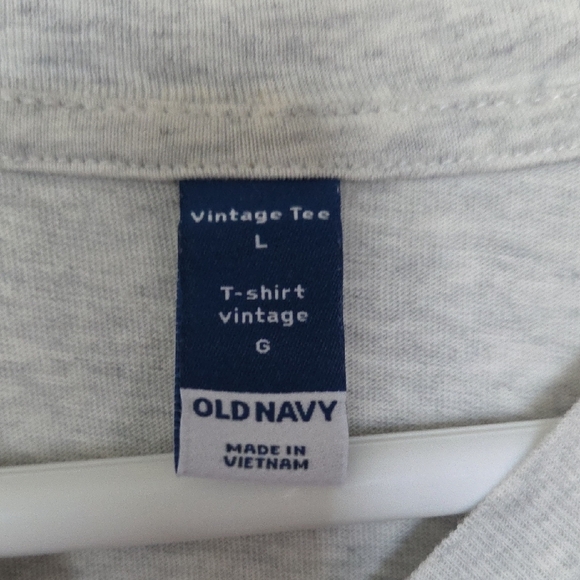 Vintage Tee
L
T-shirt
vintage
G
OLD NAVY
MADE IN
VIETNAM